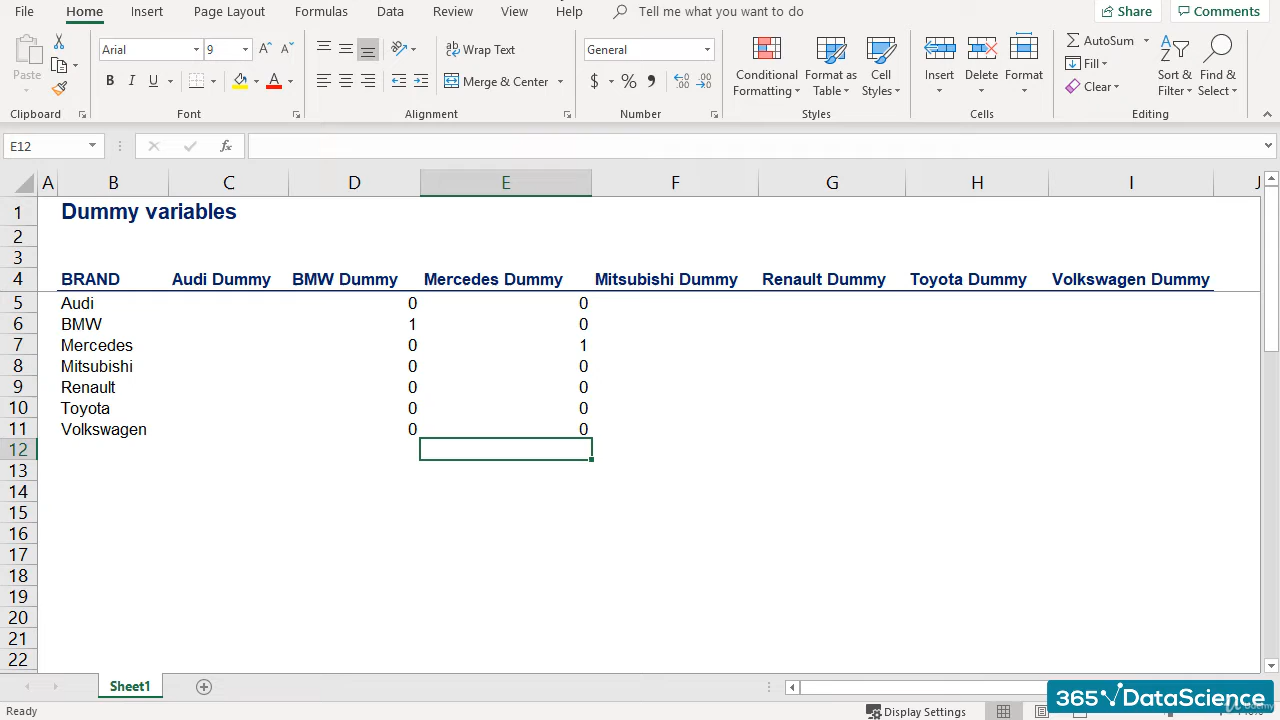 File Home Insert Page Layout Formulas Data Review View Help Tell me what you want to do Share Comments
Paste Arial 9 Wrap Text General Conditional Formatting Format as Table Cell Styles Insert Delete Format AutoSum Sort & Filter Find & Select
B I U Merge & Center $ % Fill
Clear
Clipboard Font Alignment Number Styles Cells Editing
E12 fx
A B C D E F G H I J
1 Dummy variables
2
3
4 BRAND Audi Dummy BMW Dummy Mercedes Dummy Mitsubishi Dummy Renault Dummy Toyota Dummy Volkswagen Dummy
5 Audi 0 0
6 BMW 1 0
7 Mercedes 0 1
8 Mitsubishi 0 0
9 Renault 0 0
10 Toyota 0 0
11 Volkswagen 0 0
12
13
14
15
16
17
18
19
20
21
22
Sheet1
365 DataScience
Ready Display Settings